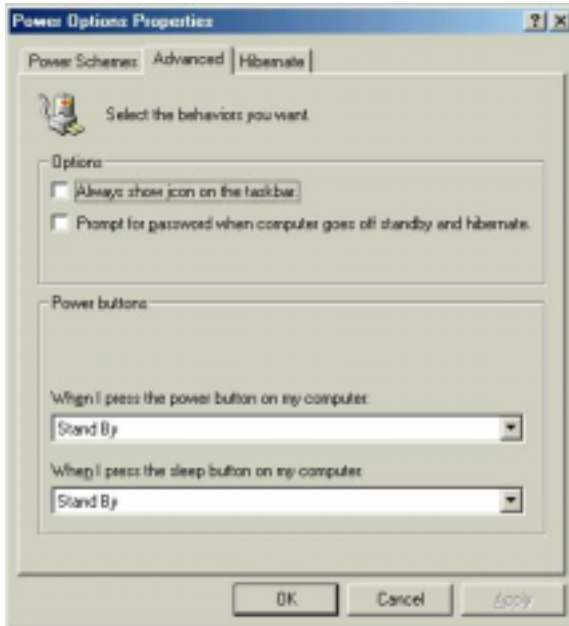 Power Options Properties
Power Schemes Advanced Hibernate
Select the behaviors you want.
Options
Always show icon on the taskbar.
Prompt for password when computer goes off standby and hibernate.
Power buttons
When I press the power button on my computer:
Stand By
When I press the sleep button on my computer:
Stand By
OK Cancel Apply